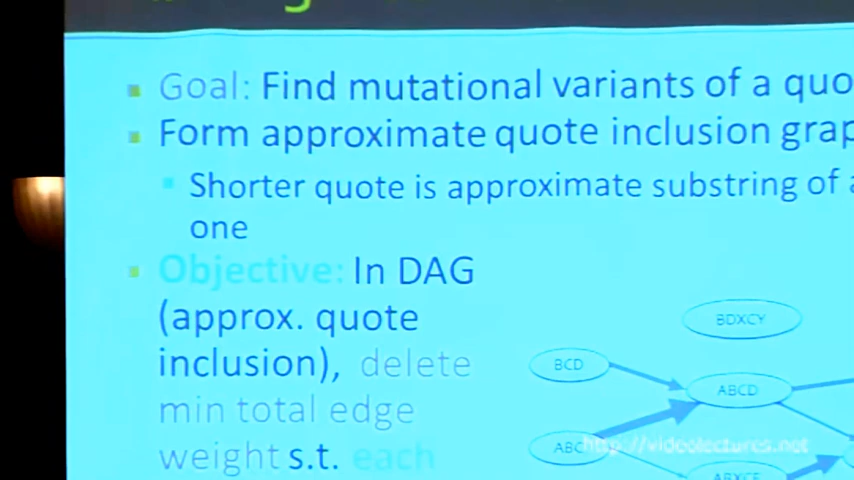 Goal: Find mutational variants of a quo
Form approximate quote inclusion grap
Shorter quote is approximate substring of a
one
Objective: In DAG
(approx. quote
inclusion), delete
min total edge
weight s.t. each
BDXCY
BCD
ABCD
ABC
ABXCE
http://videolectures.net